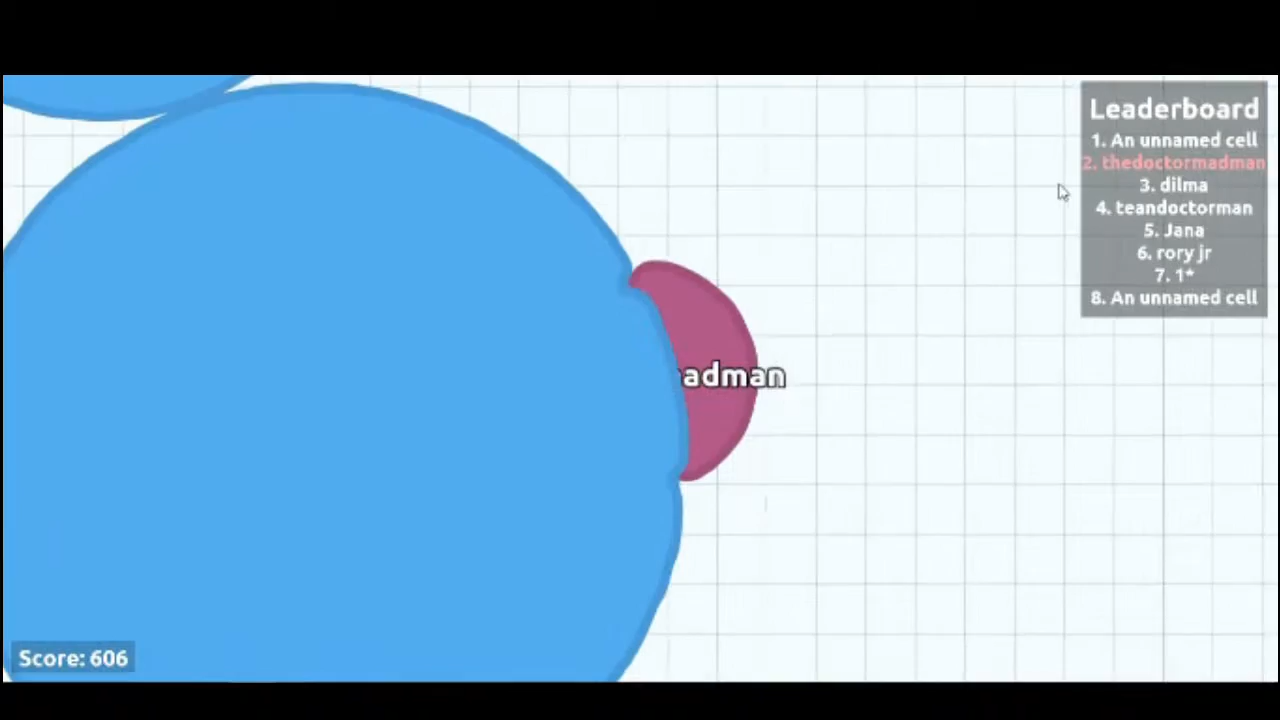 Leaderboard
1. An unnamed cell
2. thedoctormadman
3. dilma
4. teandoctorman
5. Jana
6. rory jr
7. 1*
8. An unnamed cell
adman
Score: 606